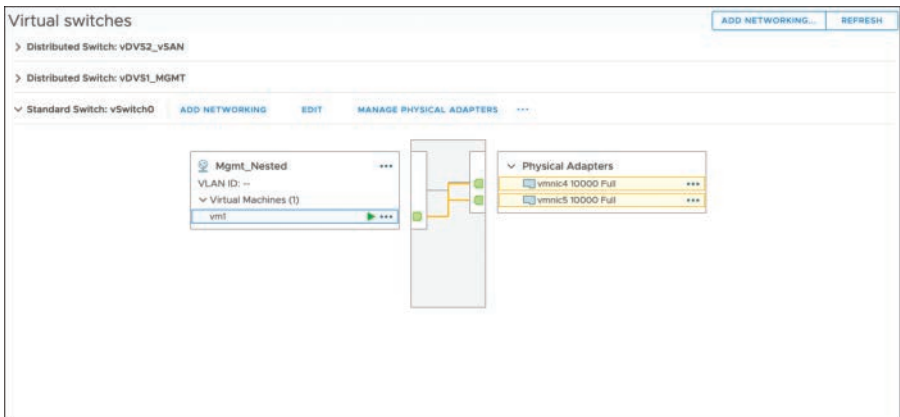 Virtual switches
ADD NETWORKING... REFRESH
Distributed Switch: vDVS2_vSAN
Distributed Switch: vDVS1_MGMT
Standard Switch: vSwitch0 ADD NETWORKING EDIT MANAGE PHYSICAL ADAPTERS ...
Mgmt_Nested ...
VLAN ID: --
Virtual Machines (1)
vm1 ...
Physical Adapters
vmnic4 10000 Full ...
vmnic5 10000 Full ...